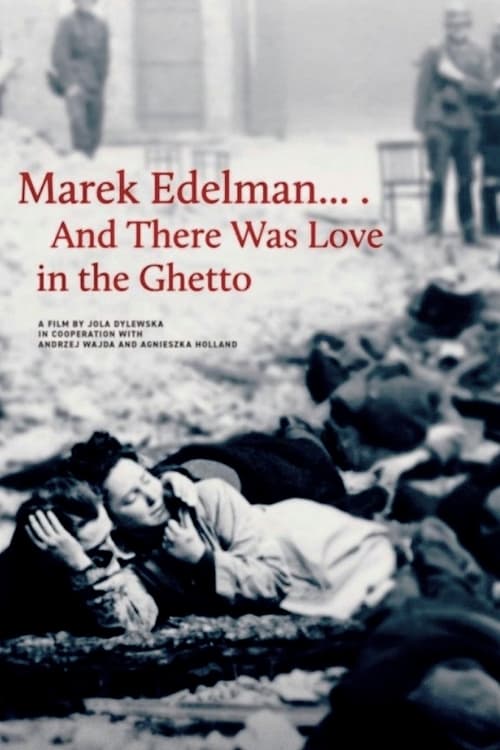 Marek Edelman... .
And There Was Love
in the Ghetto
A FILM BY JOLA DYLEWSKA
IN COOPERATION WITH
ANDRZEJ WAJDA AND AGNIESZKA HOLLAND